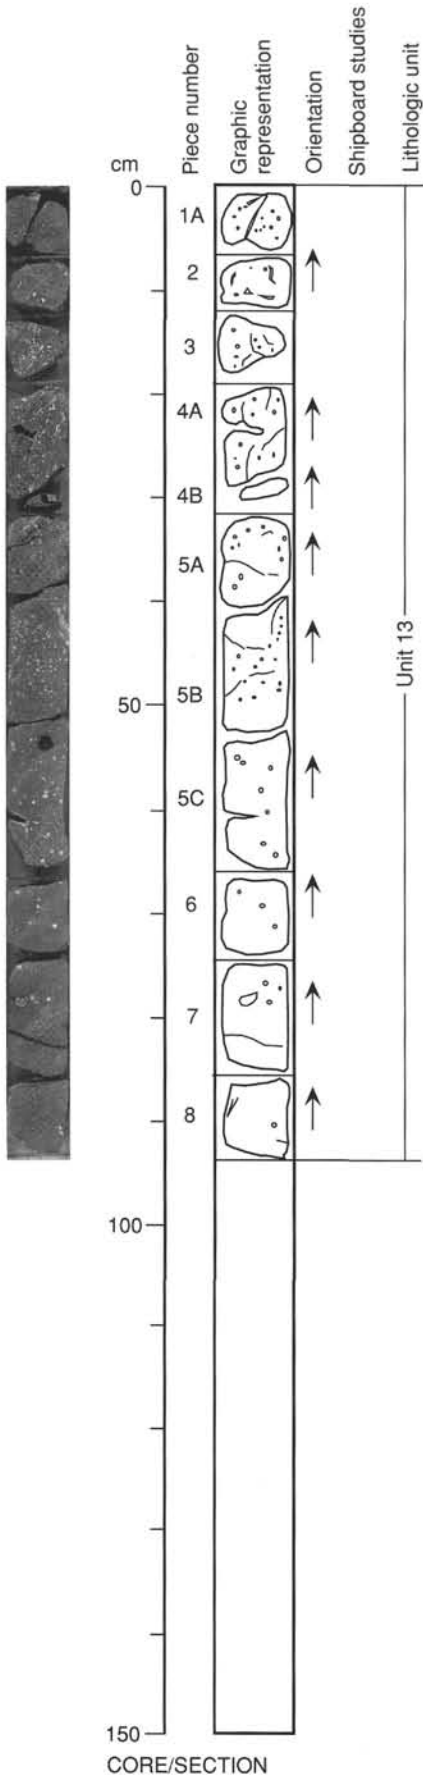 cm
Piece number
Graphic
representation
Orientation
Shipboard studies
Lithologic unit
0
1A
2
3
4A
4B
5A
50
5B
Unit 13
5C
6
7
8
100
150
CORE/SECTION